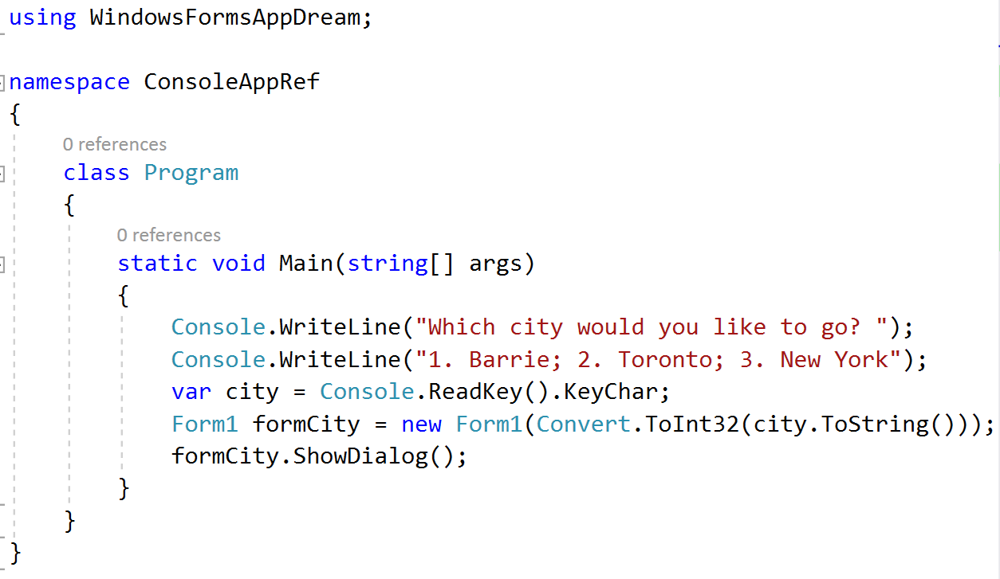 using WindowsFormsAppDream;
namespace ConsoleAppRef
{
0 references
class Program
{
0 references
static void Main(string[] args)
{
Console.WriteLine("Which city would you like to go? ");
Console.WriteLine("1. Barrie; 2. Toronto; 3. New York");
var city = Console.ReadKey().KeyChar;
Form1 formCity = new Form1(Convert.ToInt32(city.ToString()));
formCity.ShowDialog();
}
}
}